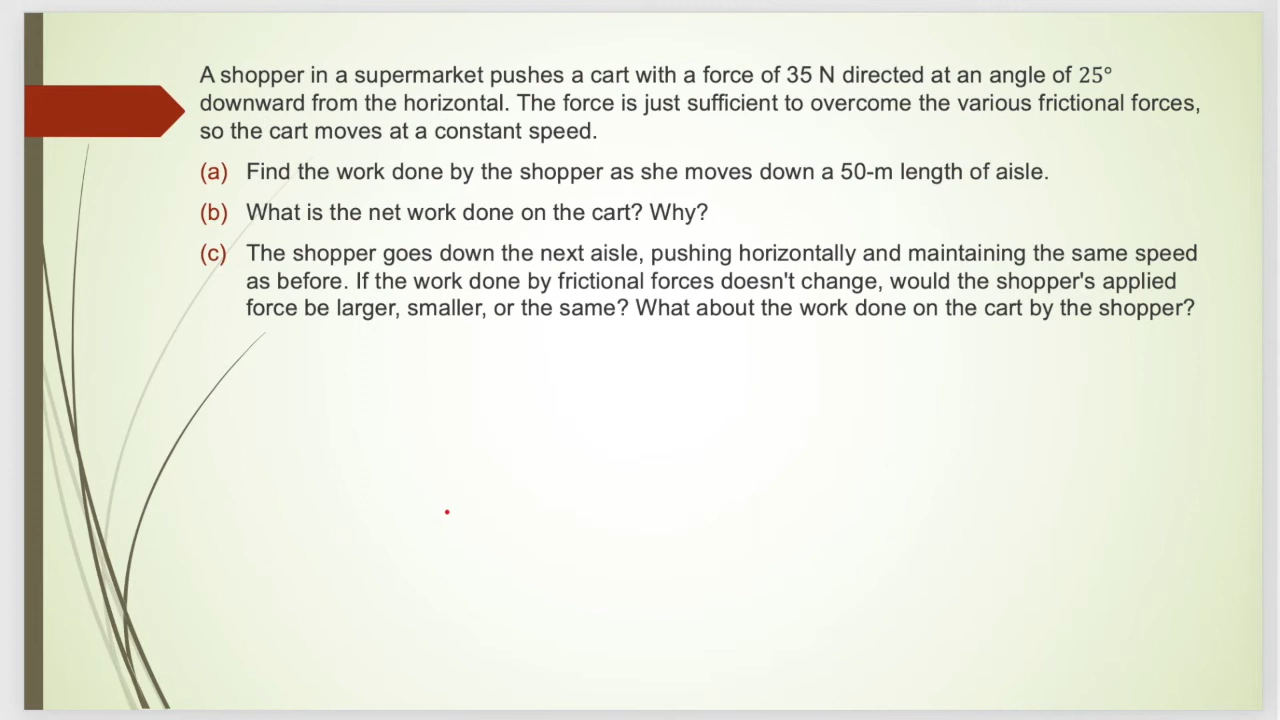 A shopper in a supermarket pushes a cart with a force of 35 N directed at an angle of 25°
downward from the horizontal. The force is just sufficient to overcome the various frictional forces,
so the cart moves at a constant speed.
(a) Find the work done by the shopper as she moves down a 50-m length of aisle.
(b) What is the net work done on the cart? Why?
(c) The shopper goes down the next aisle, pushing horizontally and maintaining the same speed
as before. If the work done by frictional forces doesn't change, would the shopper's applied
force be larger, smaller, or the same? What about the work done on the cart by the shopper?